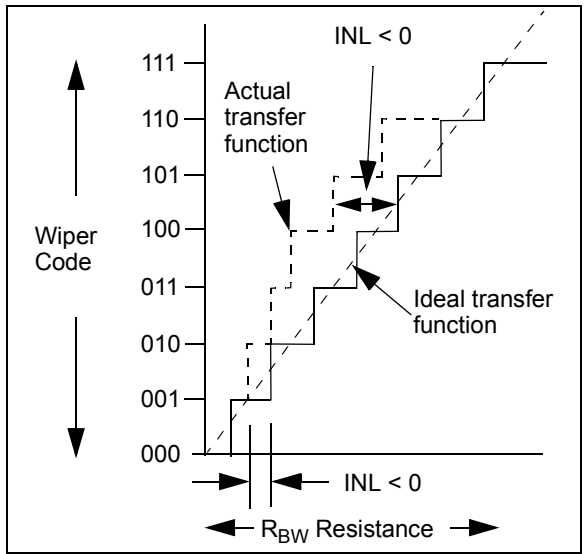 INL < 0
111
Actual
transfer
function
110
101
100
Wiper
Code
011
Ideal transfer
function
010
001
000
INL < 0
RBW Resistance